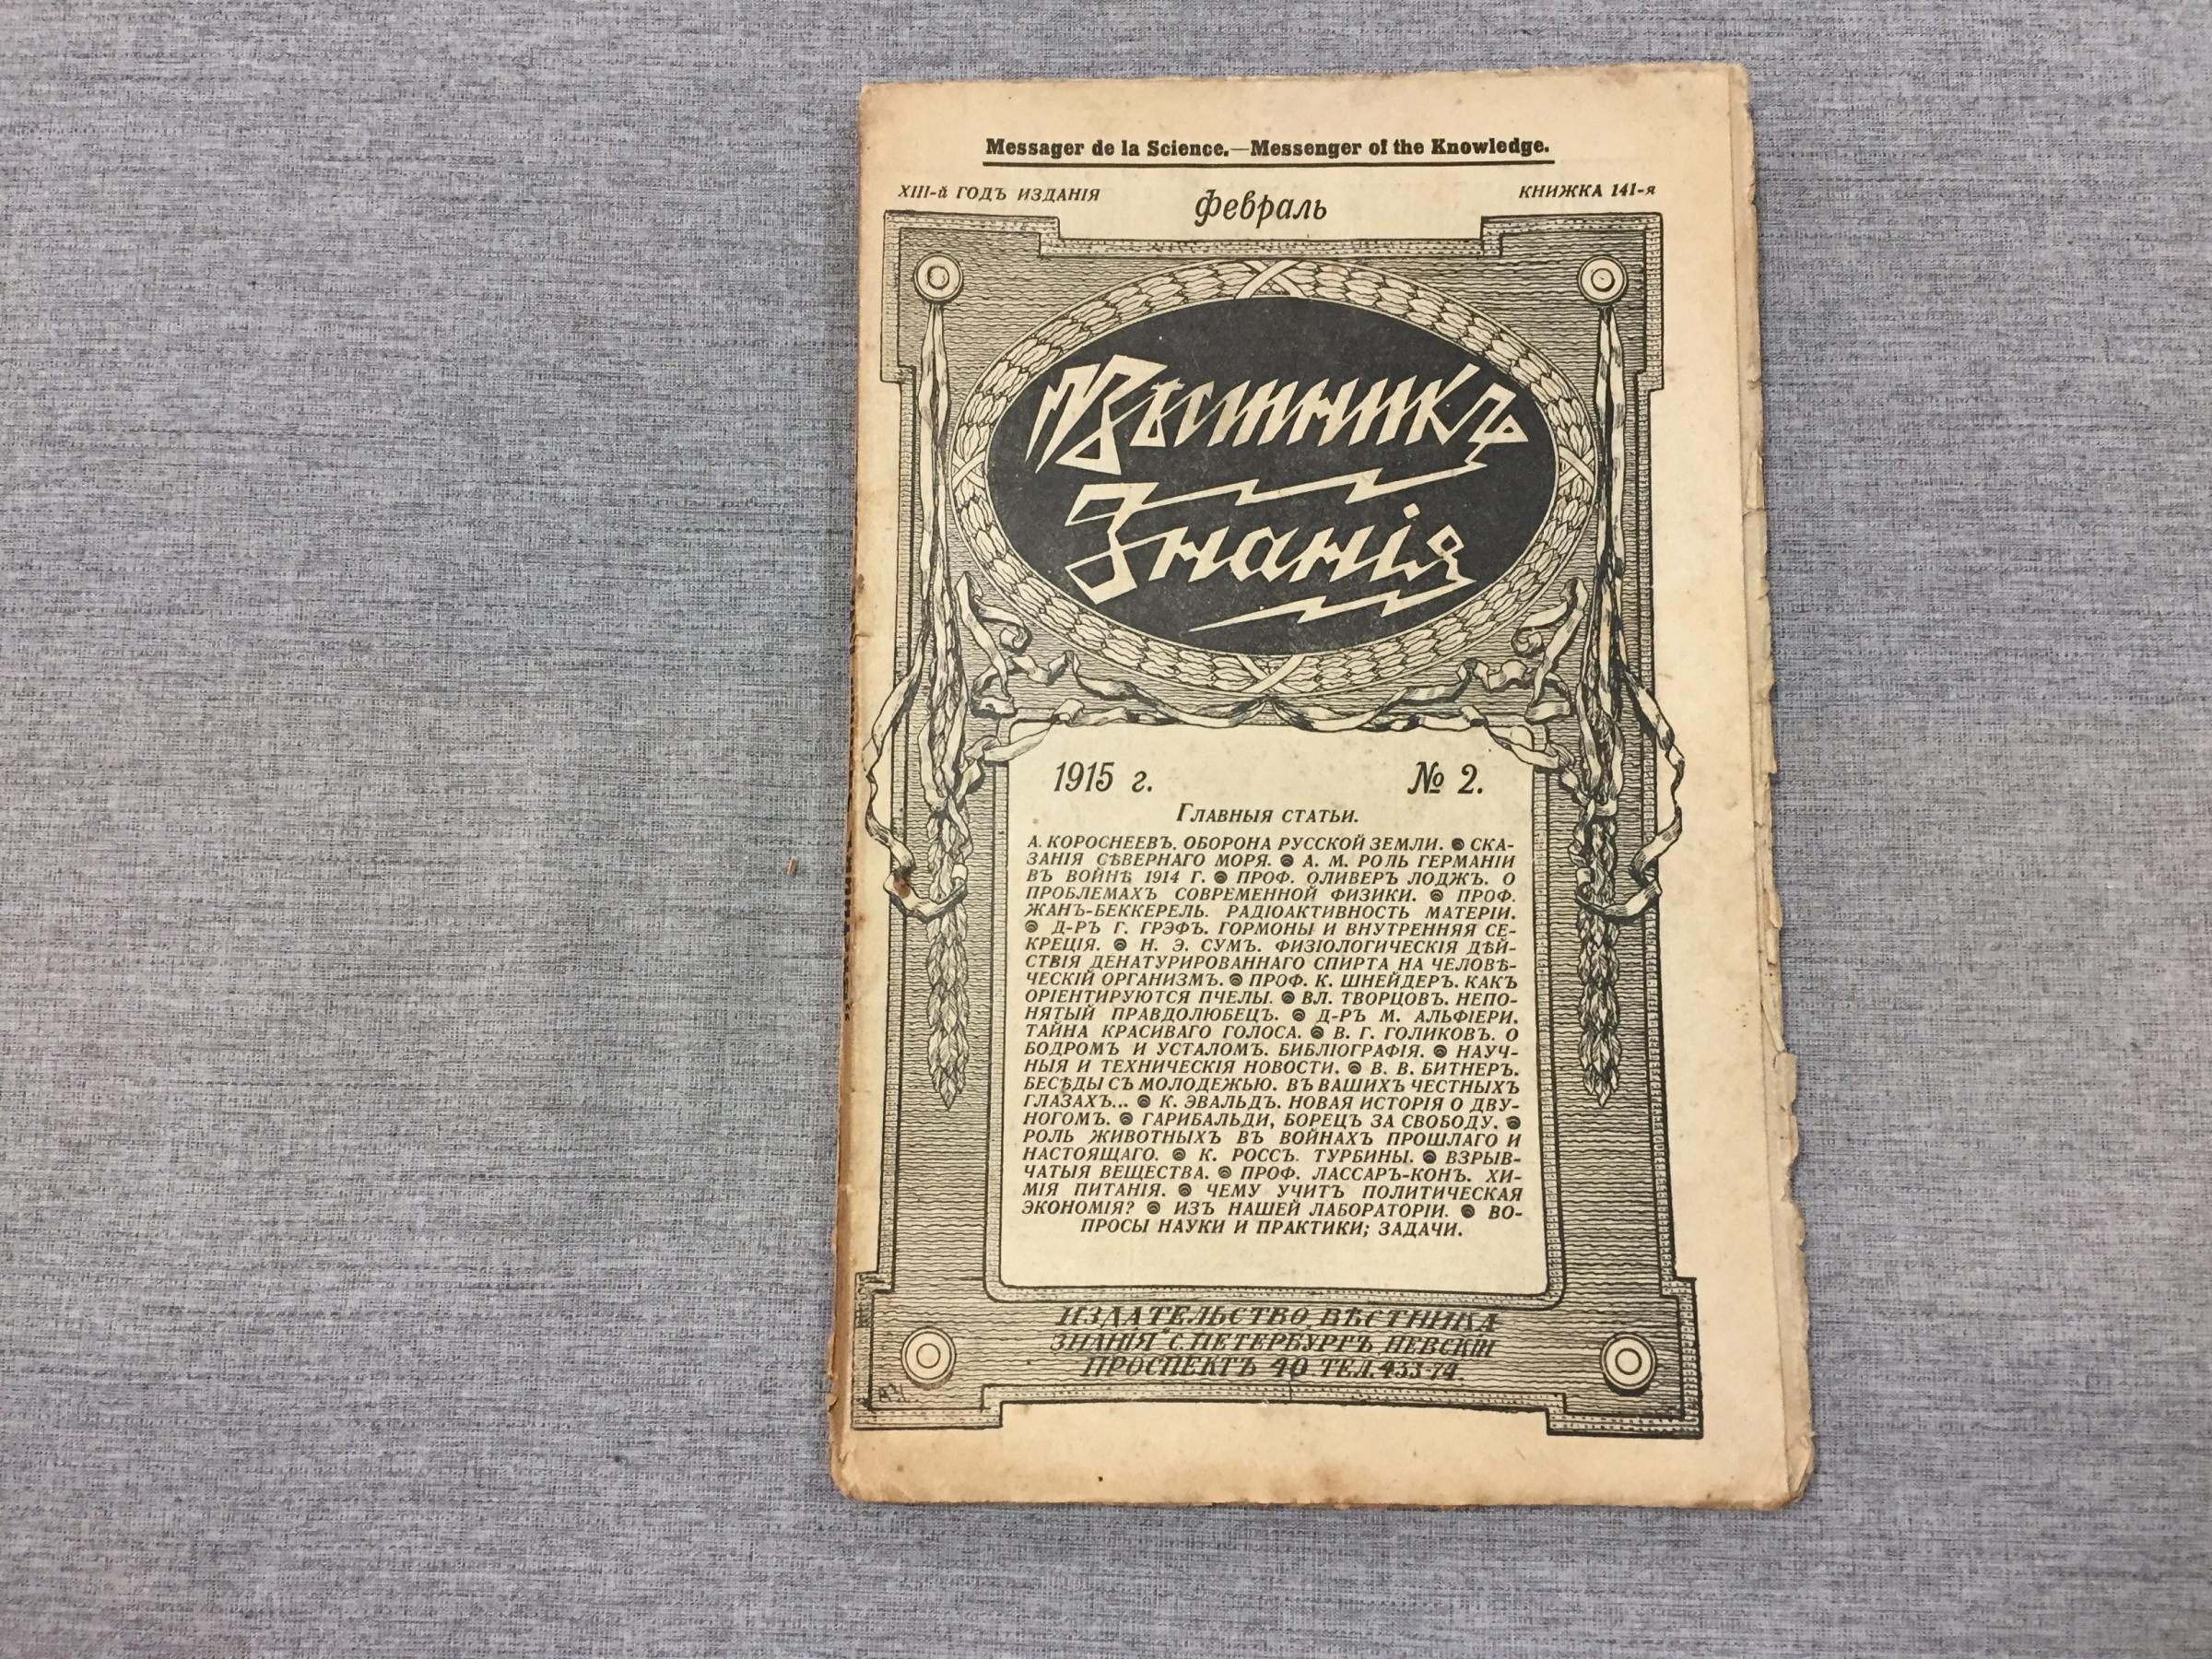 Messager de la Science.—Messenger of the Knowledge.
XIII-й ГОДЪ ИЗДАНІЯ
Февраль
КНИЖКА 141-я
Вѣстникъ
Знанія
1915 г.
№ 2.
Главныя статьи.
А. КОРОСНЕЕВЪ. ОБОРОНА РУССКОЙ ЗЕМЛИ. СКА-
ЗАНІЯ СѢВЕРНАГО МОРЯ. А. М. РОЛЬ ГЕРМАНІИ
ВЪ ВОЙНѢ 1914 Г. ПРОФ. ОЛИВЕРЪ ЛОДЖЪ. О
ПРОБЛЕМАХЪ СОВРЕМЕННОЙ ФИЗИКИ. ПРОФ.
ЖАНЪ-БЕККЕРЕЛЬ. РАДІОАКТИВНОСТЬ МАТЕРІИ.
Д-РЪ Г. ГРЭФЪ. ГОРМОНЫ И ВНУТРЕННЯЯ СЕ-
КРЕЦІЯ. Н. Э. СУМЪ. ФИЗІОЛОГИЧЕСКІЯ ДѢЙ-
СТВІЯ ДЕНАТУРИРОВАННАГО СПИРТА НА ЧЕЛОВѢ-
ЧЕСКІЙ ОРГАНИЗМЪ. ПРОФ. К. ШНЕЙДЕРЪ. КАКЪ
ОРІЕНТИРУЮТСЯ ПЧЕЛЫ. ВЛ. ТВОРЦОВЪ. НЕПО-
НЯТЫЙ ПРАВДОЛЮБЕЦЪ. Д-РЪ М. АЛЬФІЕРИ.
ТАЙНА КРАСИВАГО ГОЛОСА. В. Г. ГОЛИКОВЪ. О
БОДРОМЪ И УСТАЛОМЪ. БИБЛІОГРАФІЯ. НАУЧ-
НЫЯ И ТЕХНИЧЕСКІЯ НОВОСТИ. В. В. БИТНЕРЪ.
БЕСѢДЫ СЪ МОЛОДЕЖЬЮ. ВЪ ВАШИХЪ ЧЕСТНЫХЪ
ГЛАЗАХЪ... К. ЭВАЛЬДЪ. НОВАЯ ИСТОРІЯ О ДВУ-
НОГОМЪ. ГАРИБАЛЬДИ, БОРЕЦЪ ЗА СВОБОДУ.
РОЛЬ ЖИВОТНЫХЪ ВЪ ВОЙНАХЪ ПРОШЛАГО И
НАСТОЯЩАГО. К. РОССЪ. ТУРБИНЫ. ВЗРЫВ-
ЧАТЫЯ ВЕЩЕСТВА. ПРОФ. ЛАССАРЪ-КОНЪ. ХИ-
МІЯ ПИТАНІЯ. ЧЕМУ УЧИТЪ ПОЛИТИЧЕСКАЯ
ЭКОНОМІЯ? ИЗЪ НАШЕЙ ЛАБОРАТОРІИ. ВО-
ПРОСЫ НАУКИ И ПРАКТИКИ; ЗАДАЧИ.
ИЗДАТЕЛЬСТВО ВѢСТНИКА
ЗНАНІЯ" С. ПЕТЕРБУРГЪ НЕВСКІЙ
ПРОСПЕКТЪ 40 ТЕЛ. 433-74.